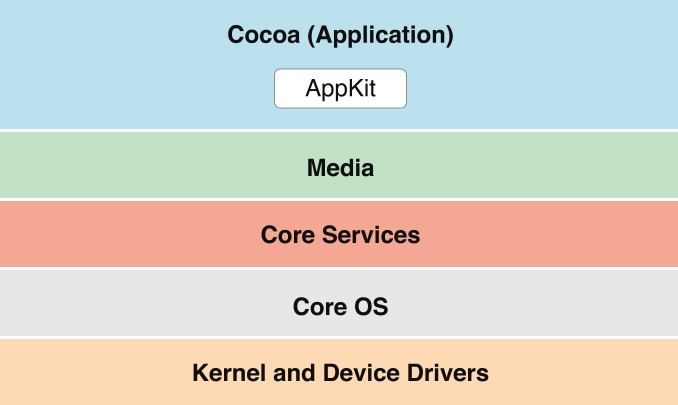 Cocoa (Application)
AppKit
Media
Core Services
Core OS
Kernel and Device Drivers